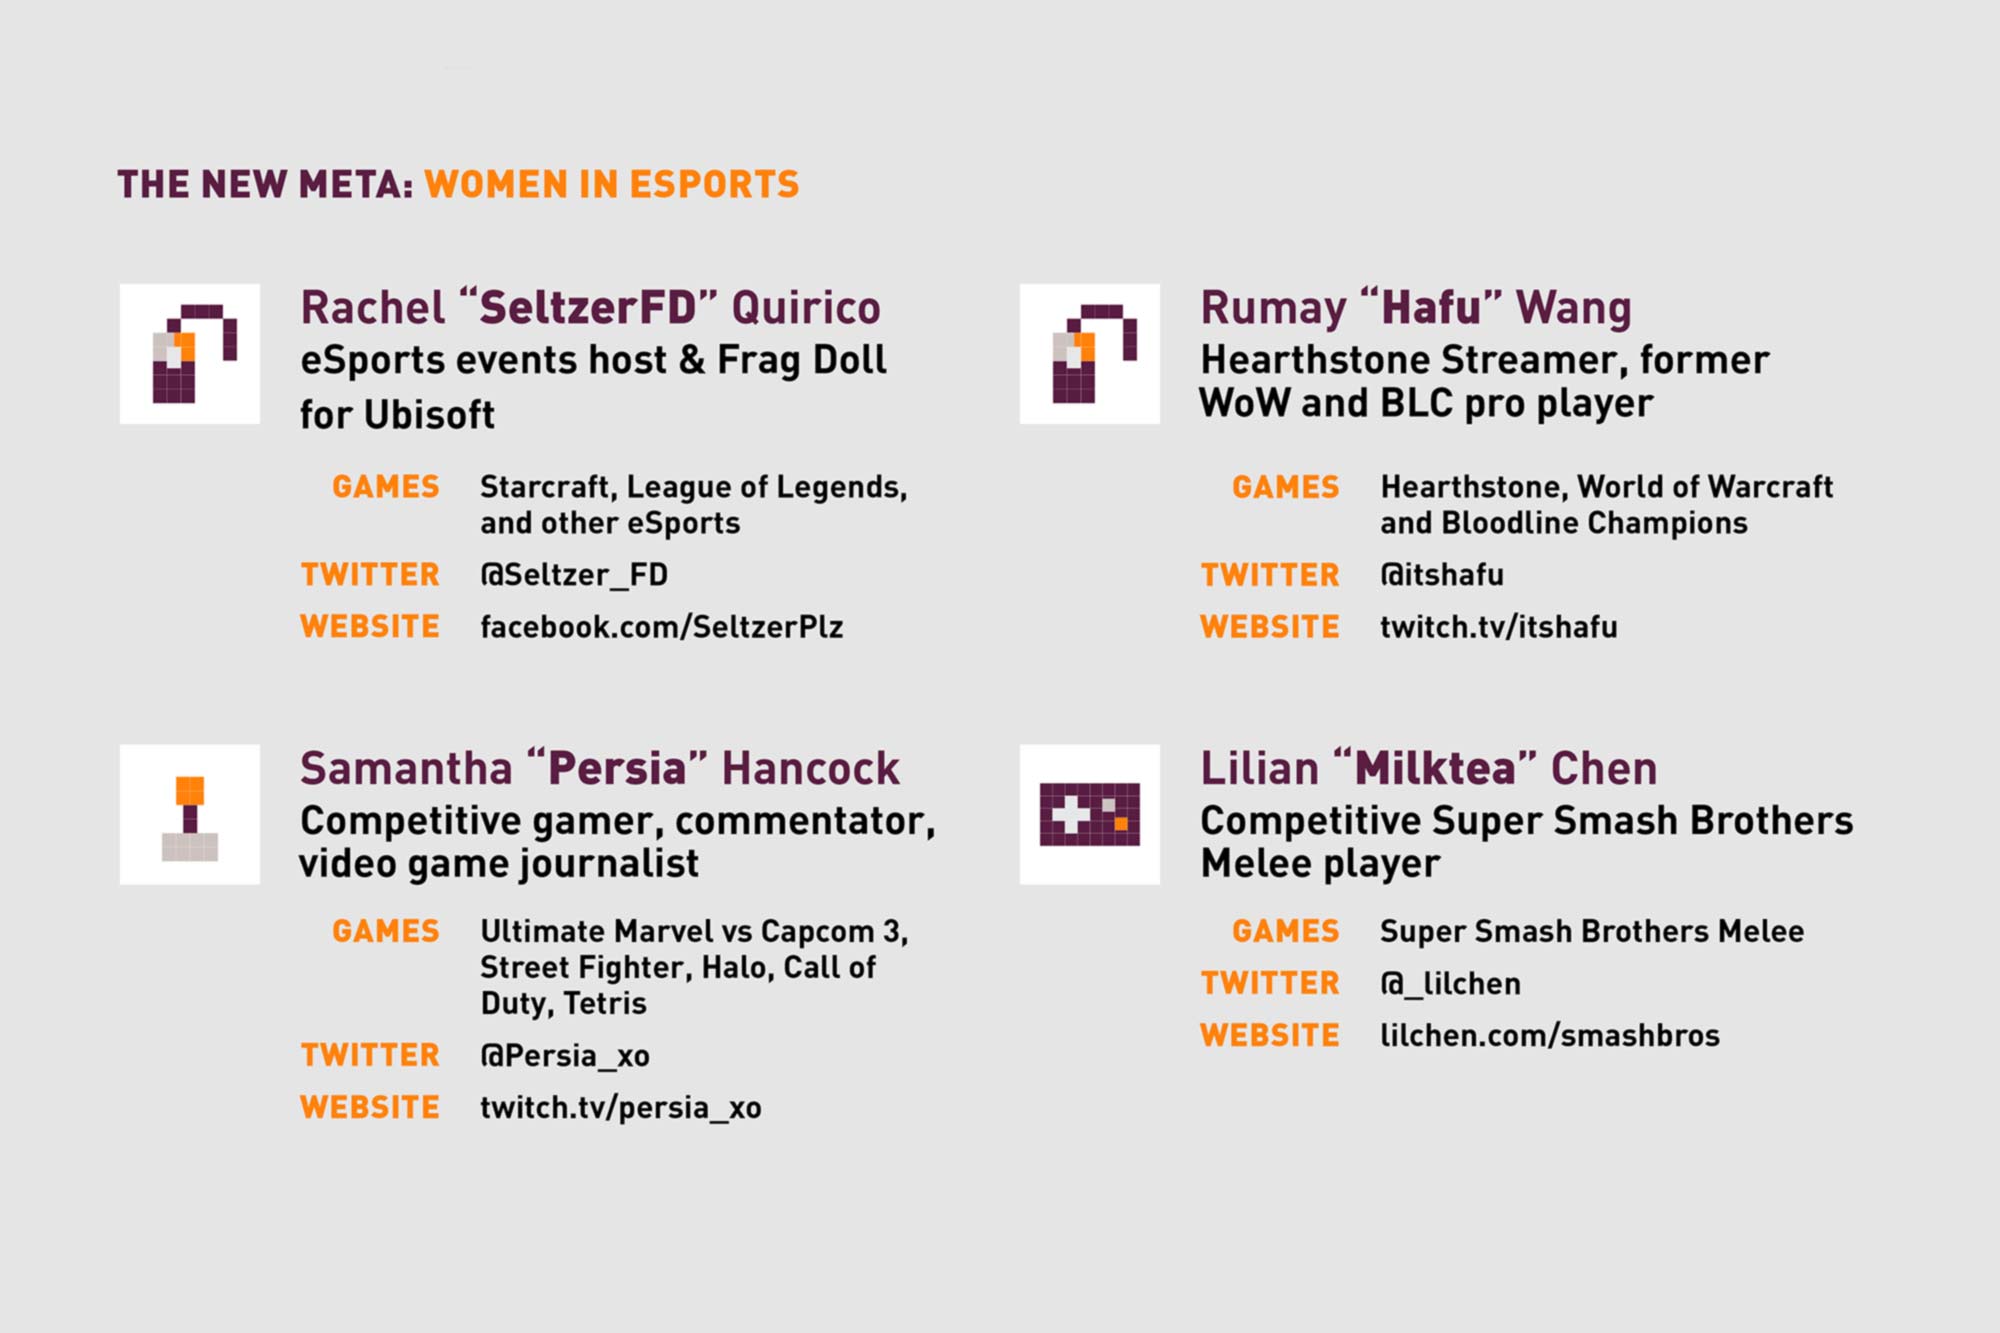 THE NEW META: WOMEN IN ESPORTS
Rachel “SeltzerFD” Quirico
eSports events host & Frag Doll
for Ubisoft
GAMES Starcraft, League of Legends,
and other eSports
TWITTER @Seltzer_FD
WEBSITE facebook.com/SeltzerPlz
Rumay “Hafu” Wang
Hearthstone Streamer, former
WoW and BLC pro player
GAMES Hearthstone, World of Warcraft
and Bloodline Champions
TWITTER @itshafu
WEBSITE twitch.tv/itshafu
Samantha “Persia” Hancock
Competitive gamer, commentator,
video game journalist
GAMES Ultimate Marvel vs Capcom 3,
Street Fighter, Halo, Call of
Duty, Tetris
TWITTER @Persia_xo
WEBSITE twitch.tv/persia_xo
Lilian “Milktea” Chen
Competitive Super Smash Brothers
Melee player
GAMES Super Smash Brothers Melee
TWITTER @_lilchen
WEBSITE lilchen.com/smashbros